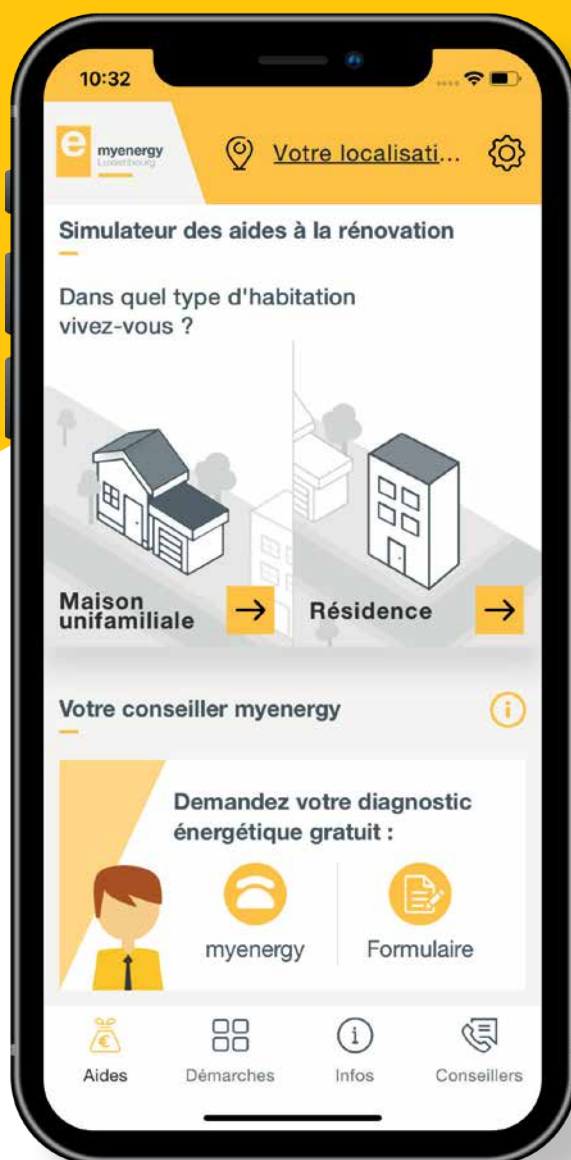 10:32
e
myenergy
Luxembourg
Votre localisati...
Simulateur des aides à la rénovation
Dans quel type d'habitation
vivez-vous ?
Maison
unifamiliale
Résidence
Votre conseiller myenergy
Demandez votre diagnostic
énergétique gratuit :
myenergy
Formulaire
Aides
Démarches
Infos
Conseillers